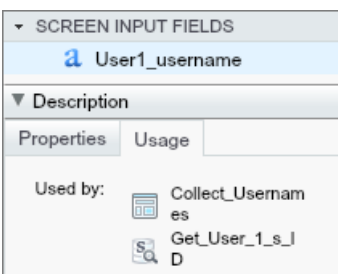 SCREEN INPUT FIELDS
a User1_username
Description
Properties Usage
Used by: Collect_Usernam
es
Get_User_1_s_I
D